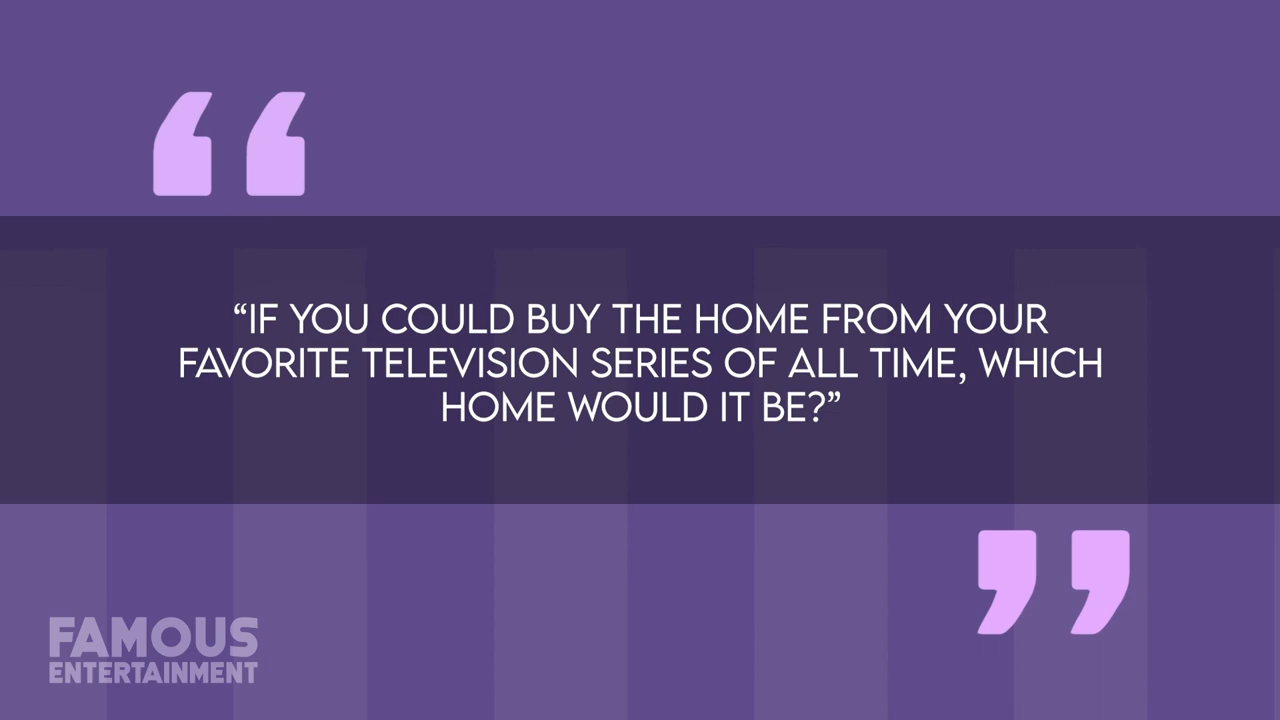 “IF YOU COULD BUY THE HOME FROM YOUR
FAVORITE TELEVISION SERIES OF ALL TIME, WHICH
HOME WOULD IT BE?”
FAMOUS
ENTERTAINMENT